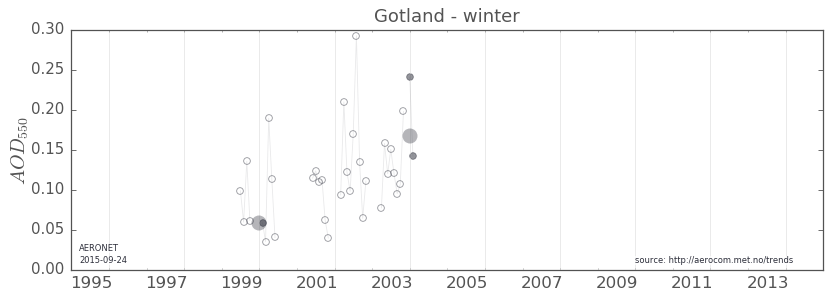 Gotland - winter
0.30
0.25
0.20
0.15
0.10
0.05
0.00
AOD550
AERONET
2015-09-24
source: http://aerocom.met.no/trends
1995 1997 1999 2001 2003 2005 2007 2009 2011 2013